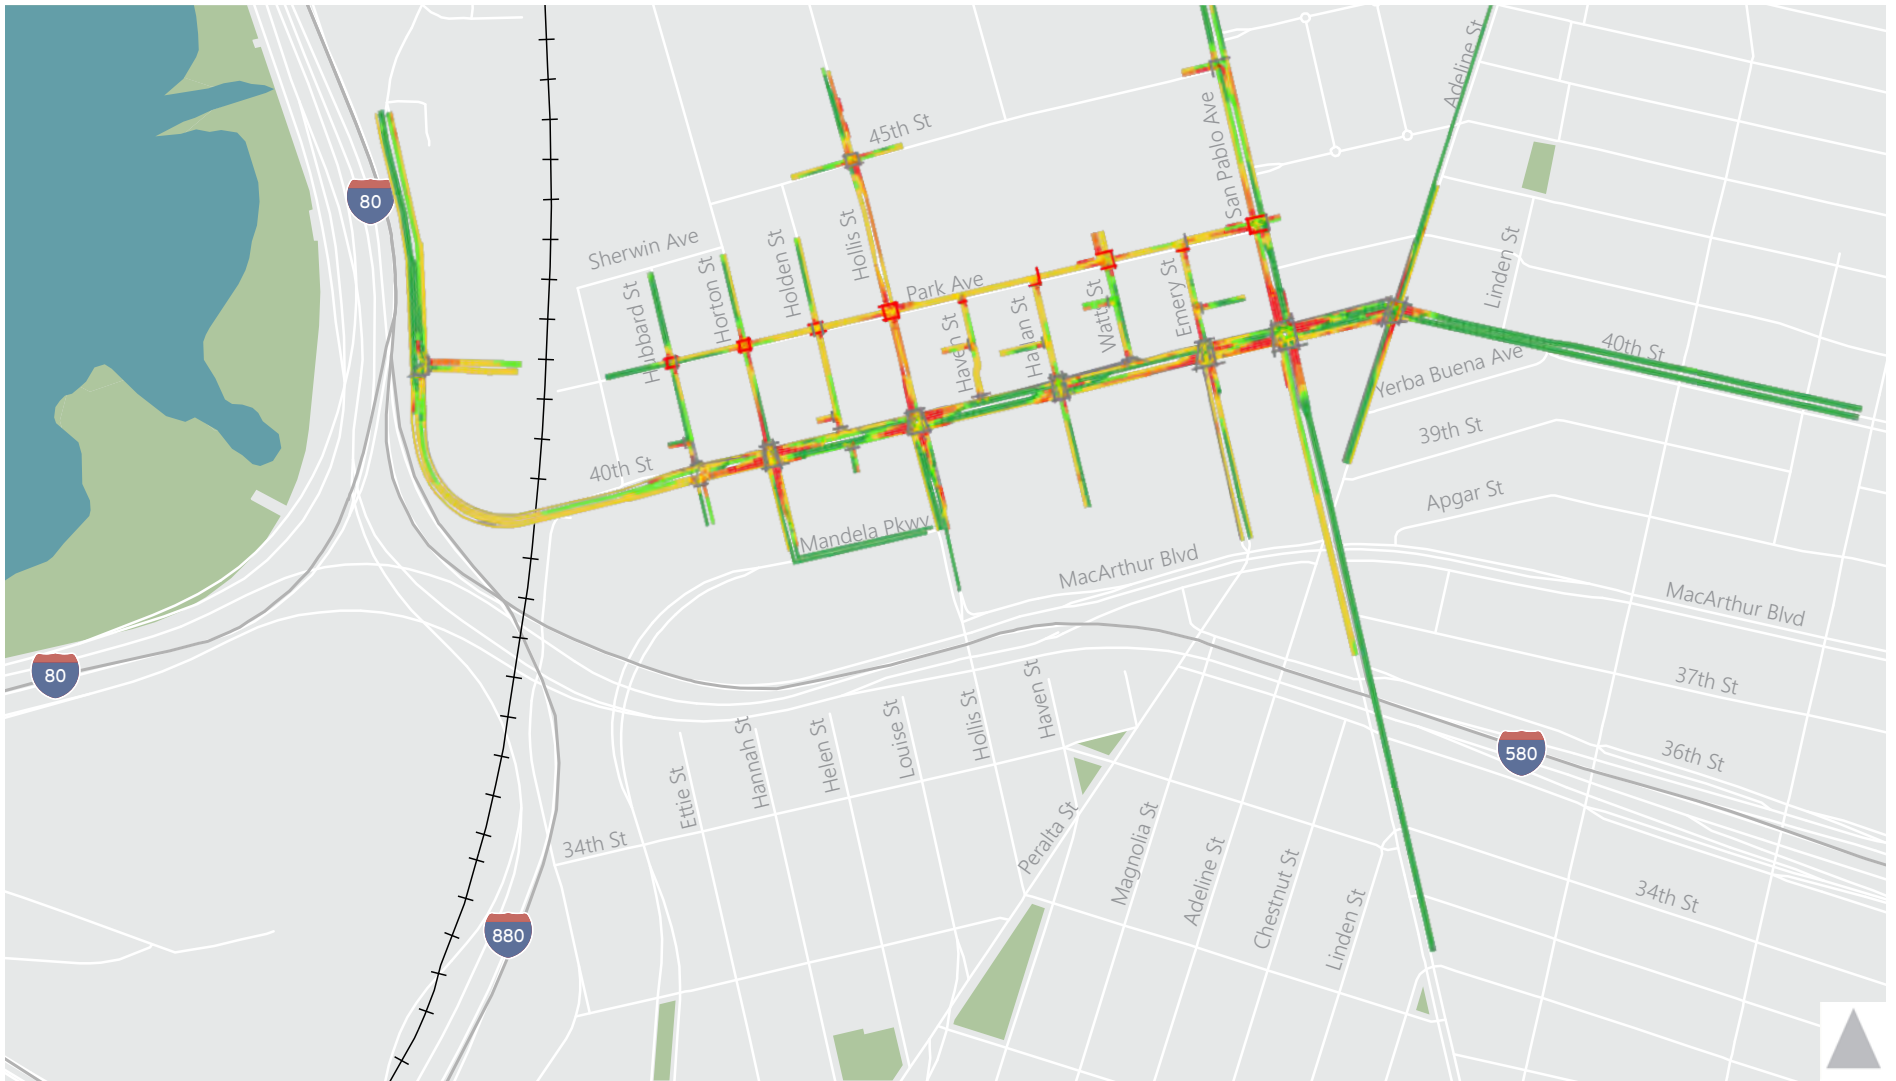 Adeline St
45th St
San Pablo Ave
80
Sherwin Ave
Hollis St
Linden St
Horton St
Holden St
Park Ave
Hubbard St
Haven St
Harlan St
Watts St
Emery St
40th St
Yerba Buena Ave
39th St
40th St
Apgar St
Mandela Pkwy
MacArthur Blvd
MacArthur Blvd
80
37th St
Haven St
Hollis St
Louise St
Helen St
Hannah St
Ettie St
580
36th St
34th St
Peralta St
Magnolia St
Adeline St
Chestnut St
Linden St
34th St
880